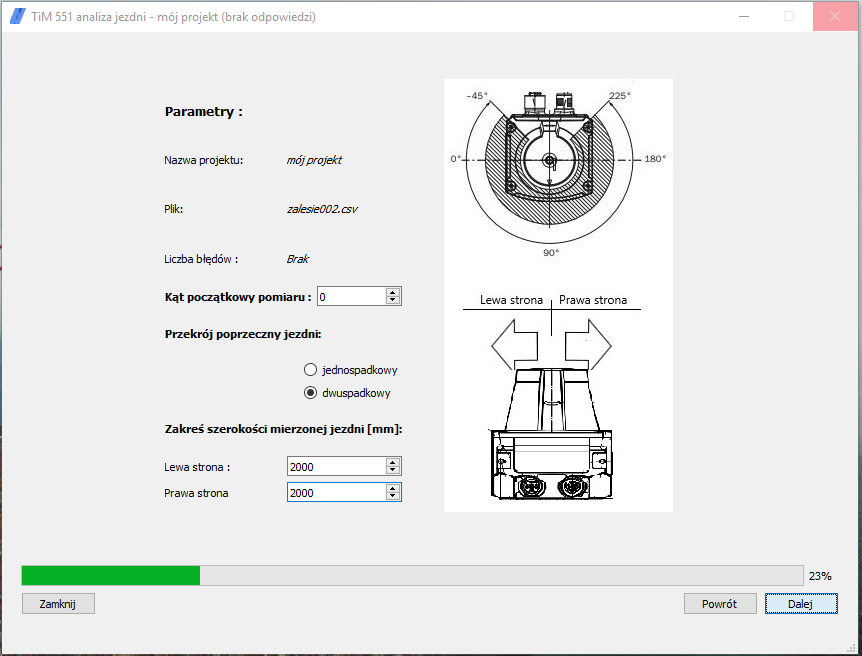 TiM 551 analiza jezdni - mój projekt (brak odpowiedzi)
Parametry :
Nazwa projektu: mój projekt
Plik: zalesie002.csv
Liczba błędów : Brak
Kąt początkowy pomiaru : 0
Przekrój poprzeczny jezdni:
jednospadkowy
dwuspadkowy
Zakreś szerokości mierzonej jezdni [mm]:
Lewa strona : 2000
Prawa strona 2000
-45° 225°
0° 180°
90°
Lewa strona Prawa strona
23%
Zamknij Powrót Dalej